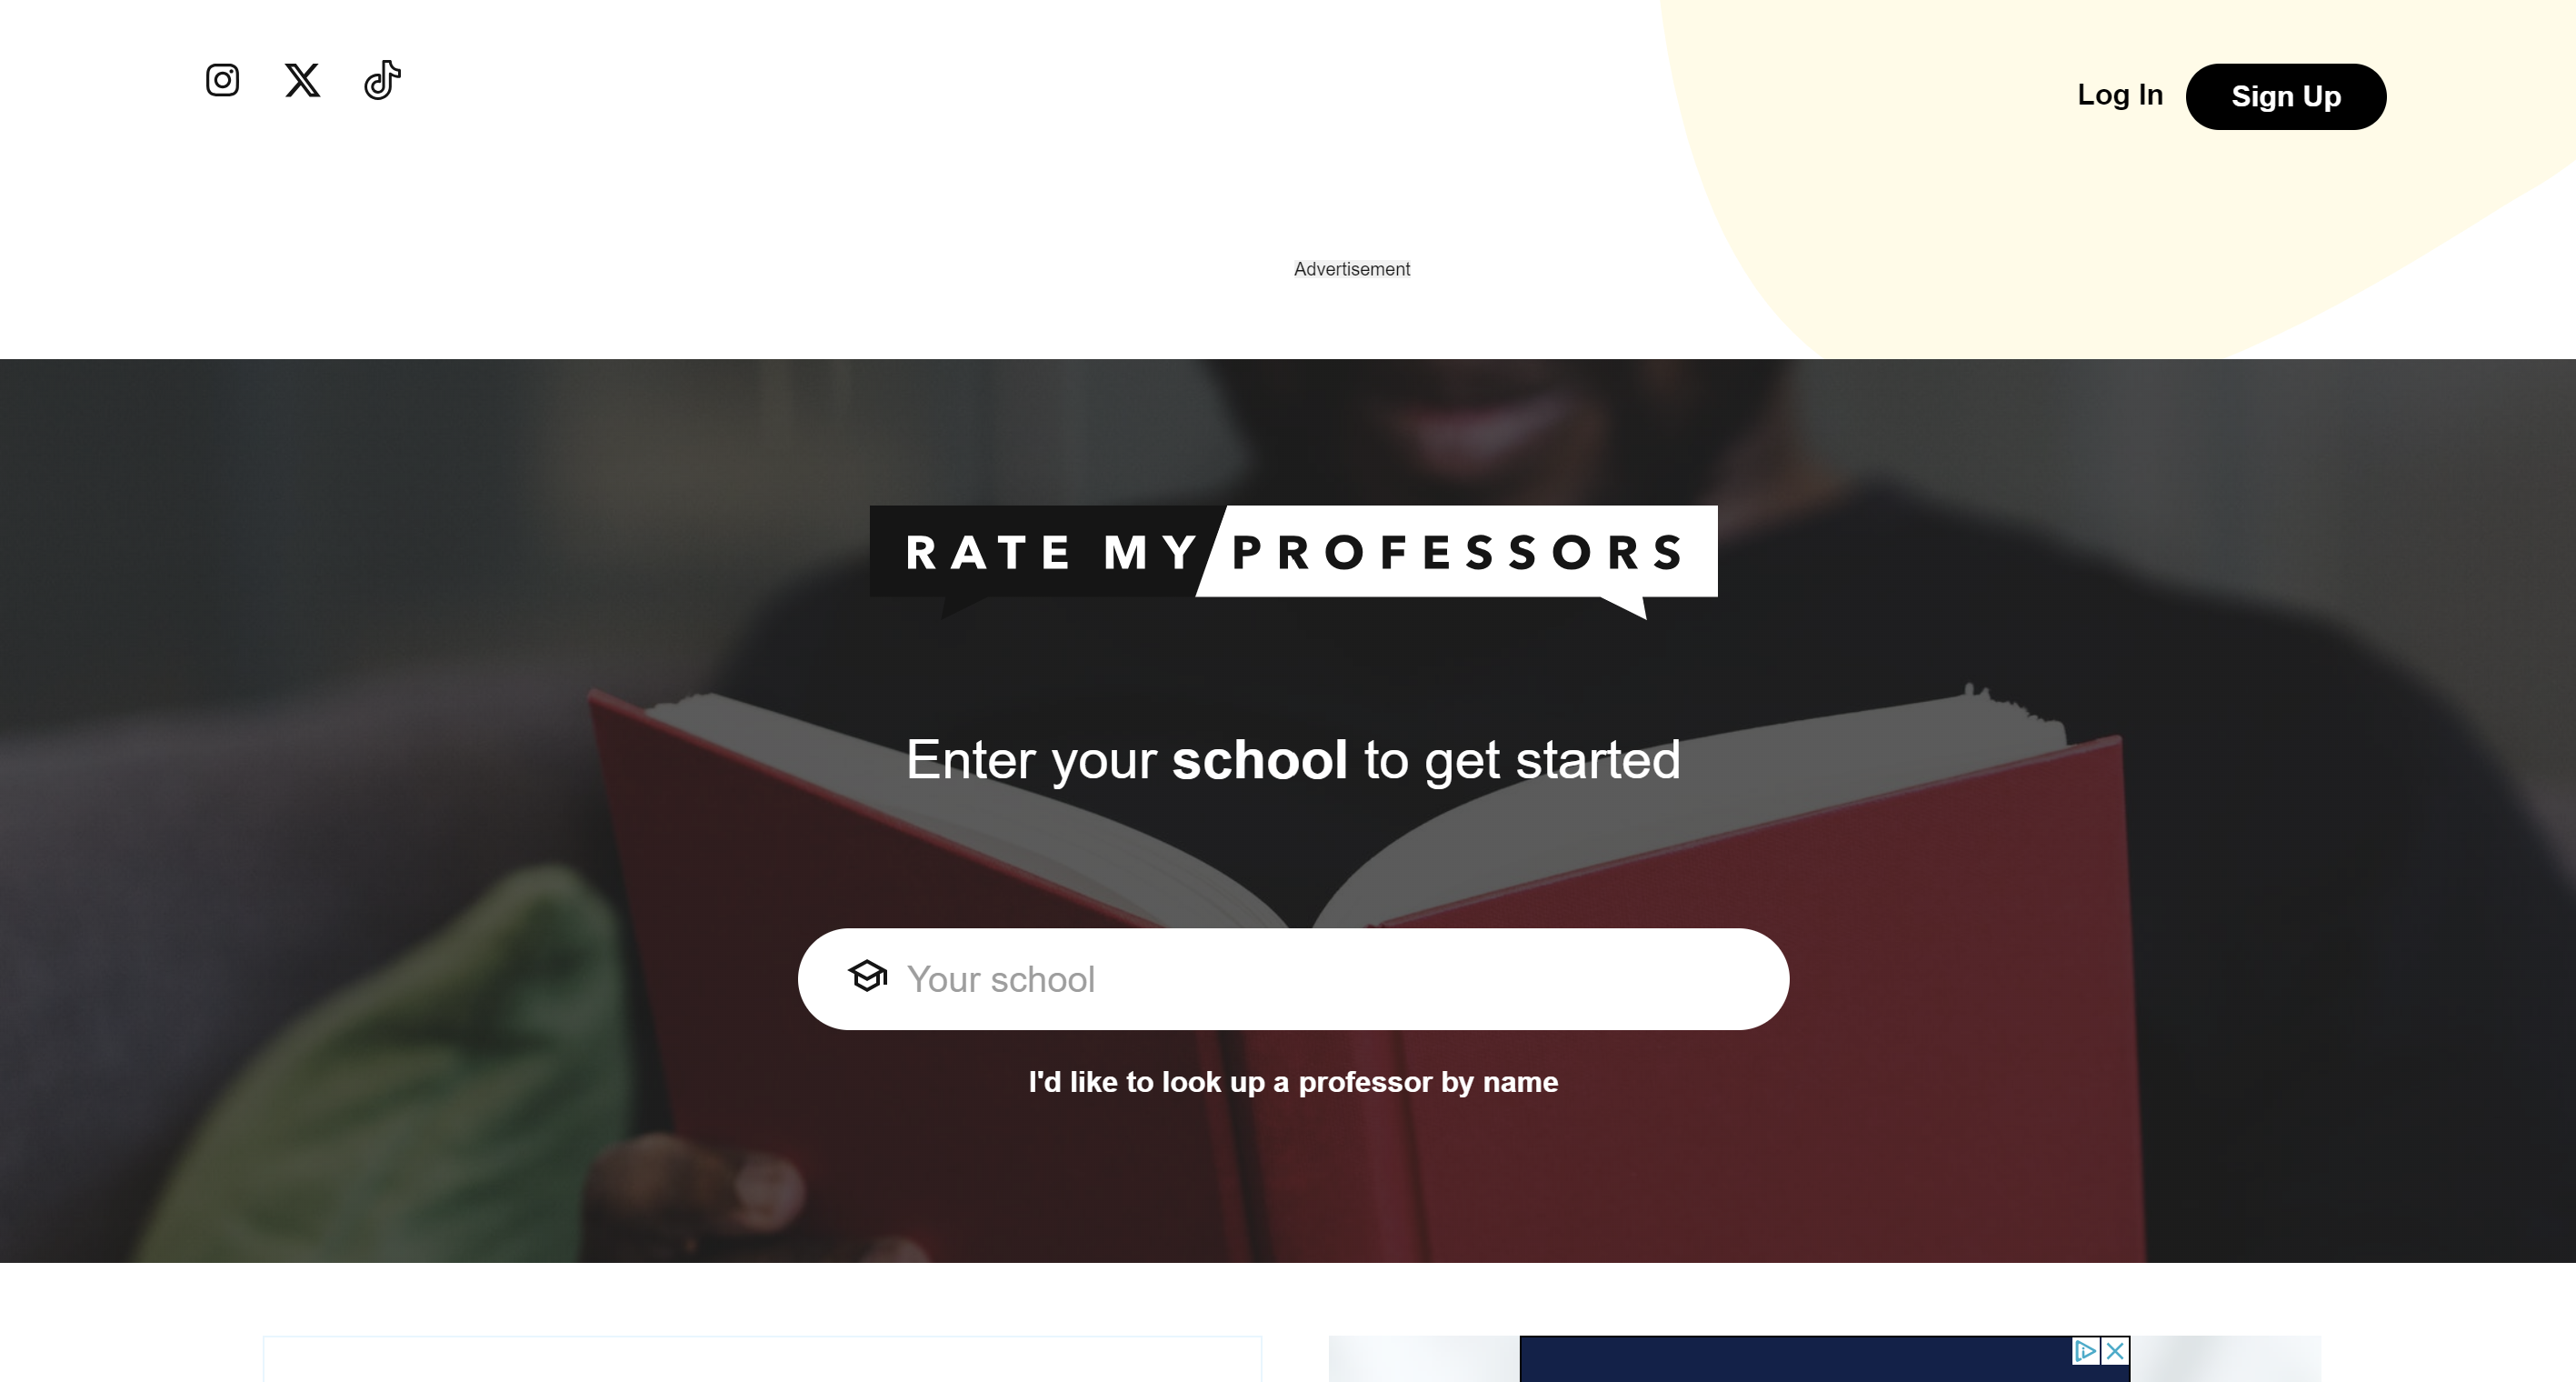 Log In
Sign Up
Advertisement
RATE MY PROFESSORS
Enter your school to get started
Your school
I'd like to look up a professor by name